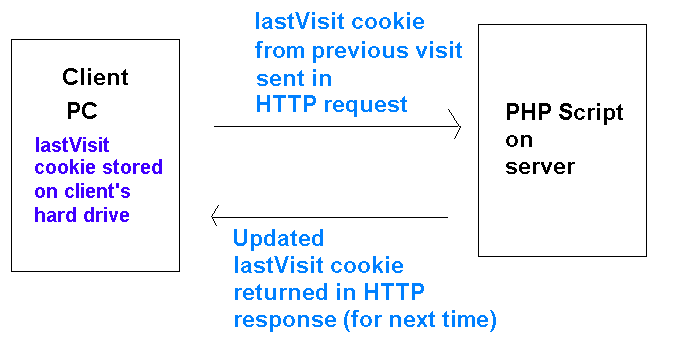 Client
PC
lastVisit
cookie stored
on client's
hard drive
lastVisit cookie
from previous visit
sent in
HTTP request
PHP Script
on
server
Updated
lastVisit cookie
returned in HTTP
response (for next time)